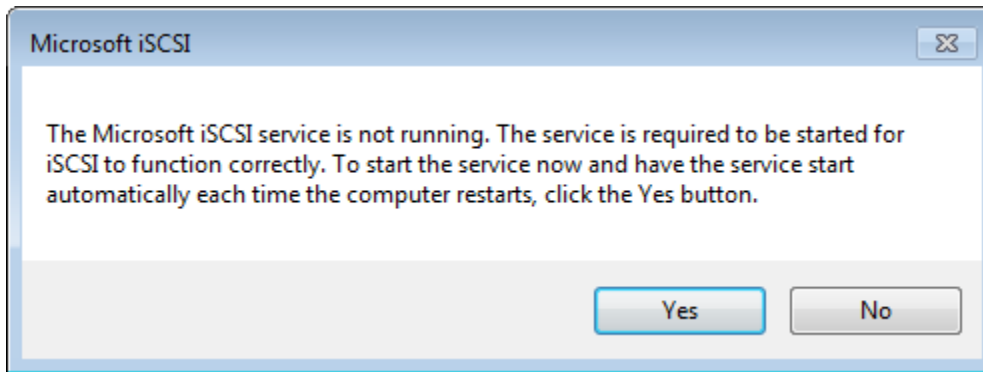 Microsoft iSCSI
The Microsoft iSCSI service is not running. The service is required to be started for
iSCSI to function correctly. To start the service now and have the service start
automatically each time the computer restarts, click the Yes button.
Yes
No